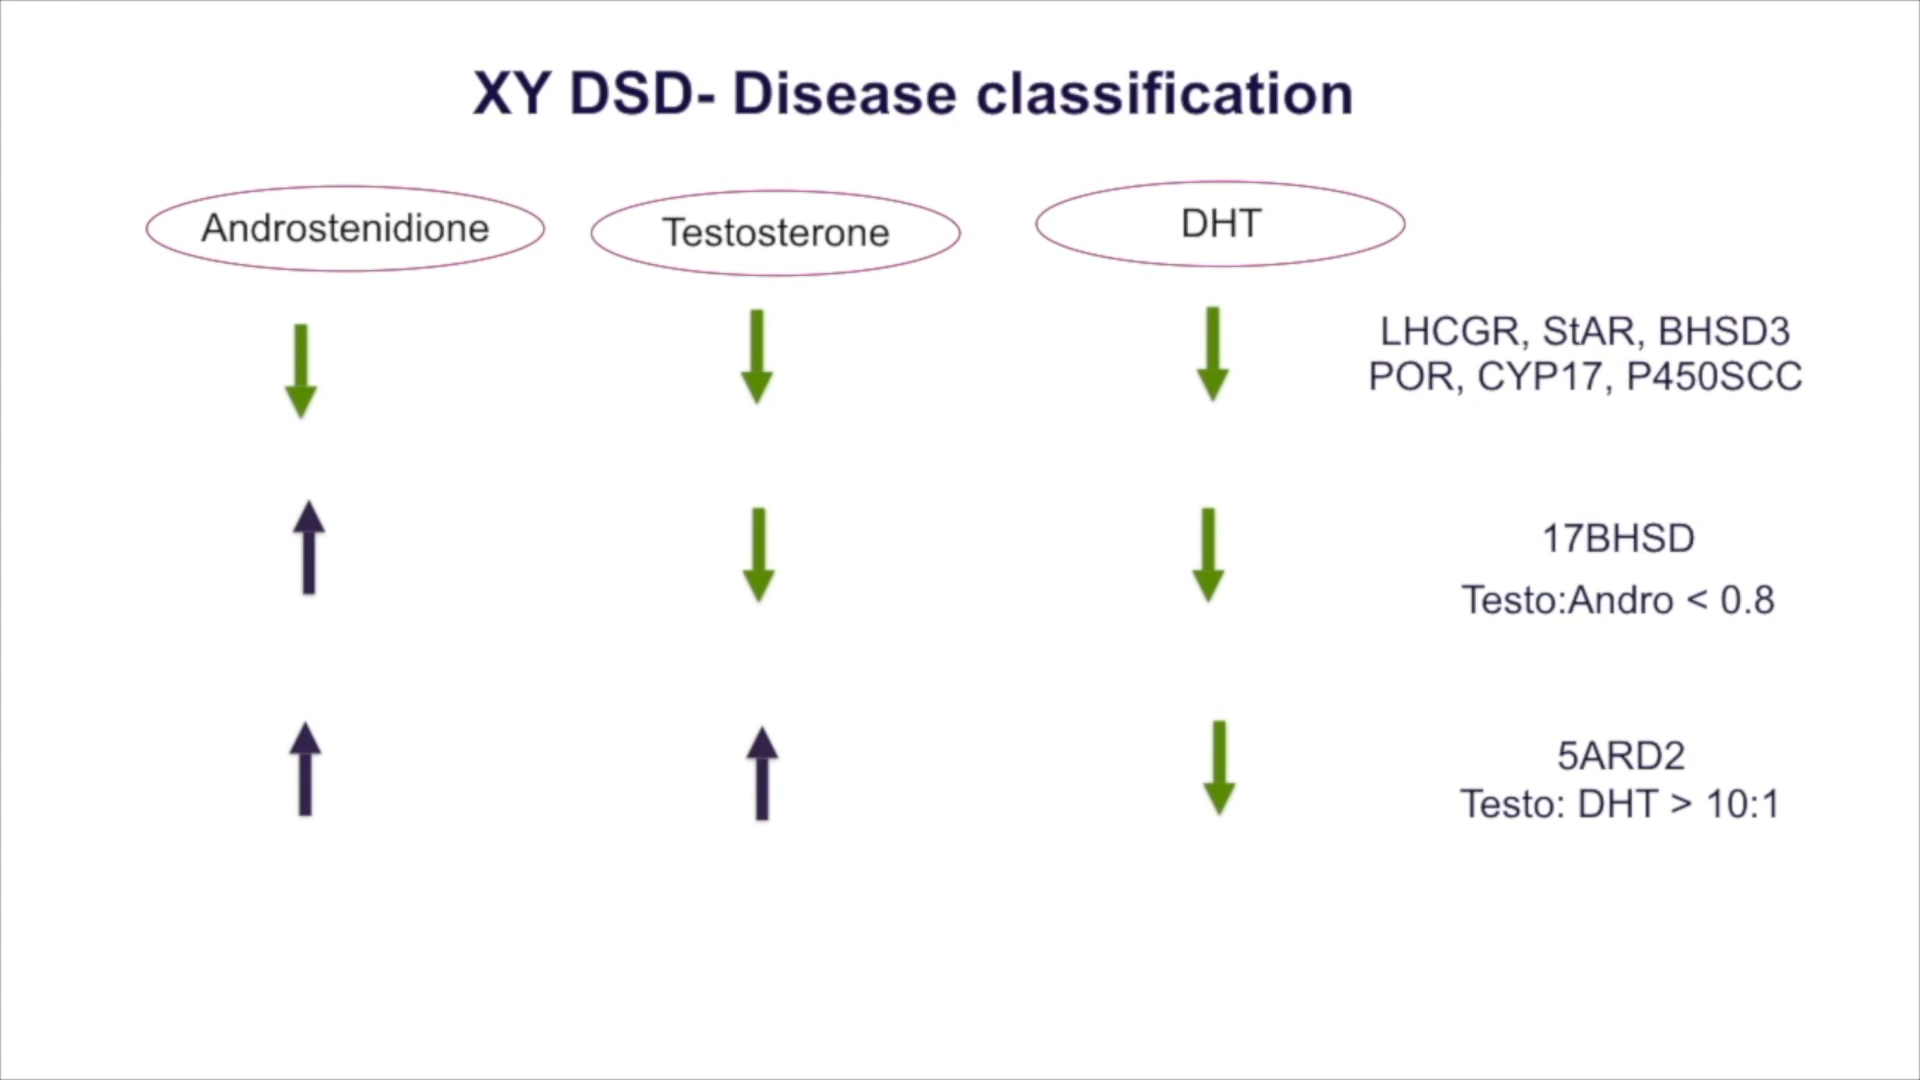 XY DSD- Disease classification
Androstenidione
Testosterone
DHT
LHCGR, StAR, BHSD3
POR, CYP17, P450SCC
17BHSD
Testo:Andro < 0.8
5ARD2
Testo: DHT > 10:1